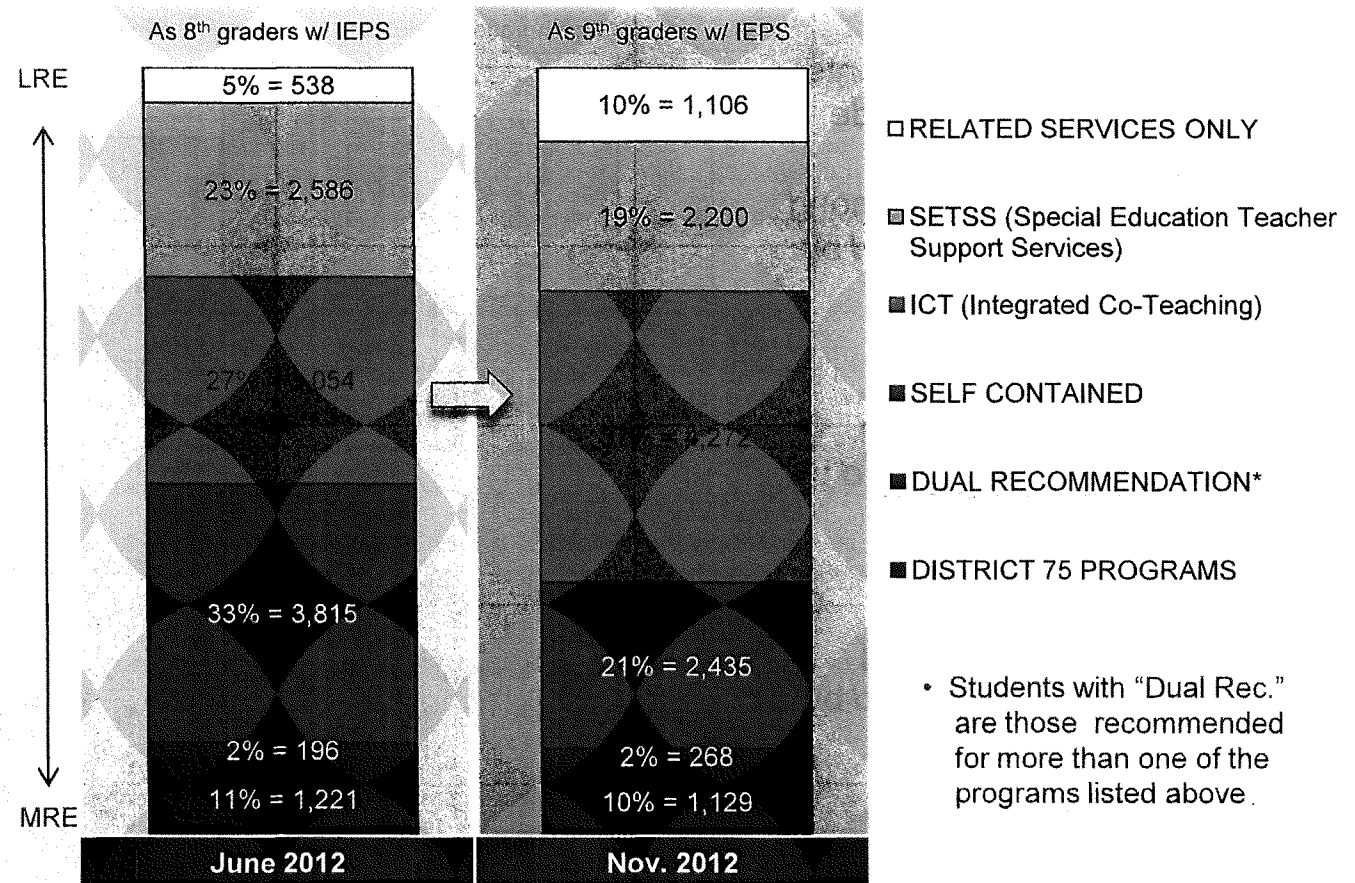 As 8th graders w/ IEPS
As 9th graders w/ IEPS
LRE
5% = 538
23% = 2,586
27%
054
33% = 3,815
2% = 196
11% = 1,221
MRE
June 2012
10% = 1,106
19% = 2,200
= 4,272
21% = 2,435
2% = 268
10% = 1,129
Nov. 2012
RELATED SERVICES ONLY
SETSS (Special Education Teacher
Support Services)
ICT (Integrated Co-Teaching)
SELF CONTAINED
DUAL RECOMMENDATION*
DISTRICT 75 PROGRAMS
• Students with “Dual Rec.”
are those recommended
for more than one of the
programs listed above.